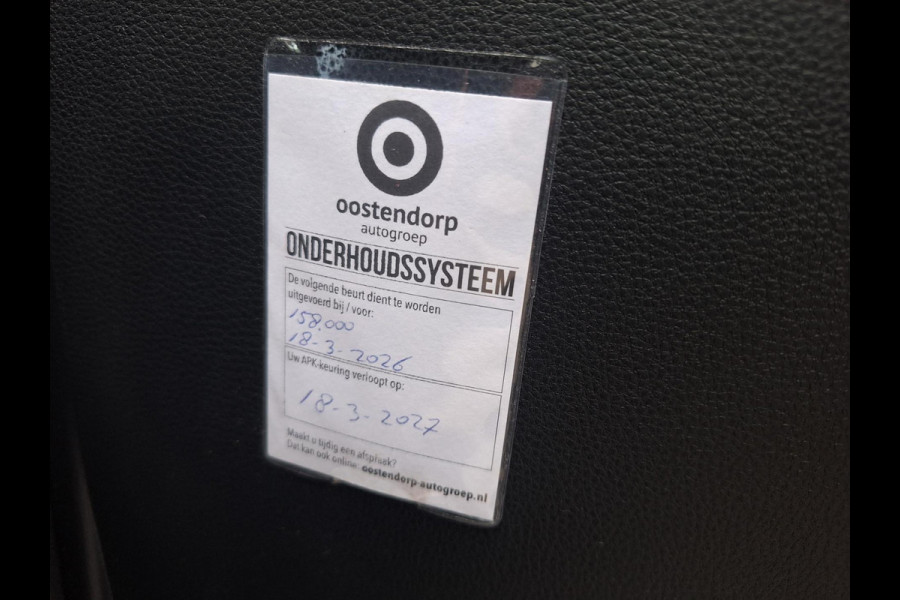 oostendorp
autogroep
ONDERHOUDSSYSTEEM
De volgende beurt dient te worden
uitgevoerd bij / voor:
158.000
18-3-2026
Uw APK-keuring verloopt op:
18-3-2027
Maakt u tijdig een afspraak?
Dat kan ook online: oostendorp-autogroep.nl